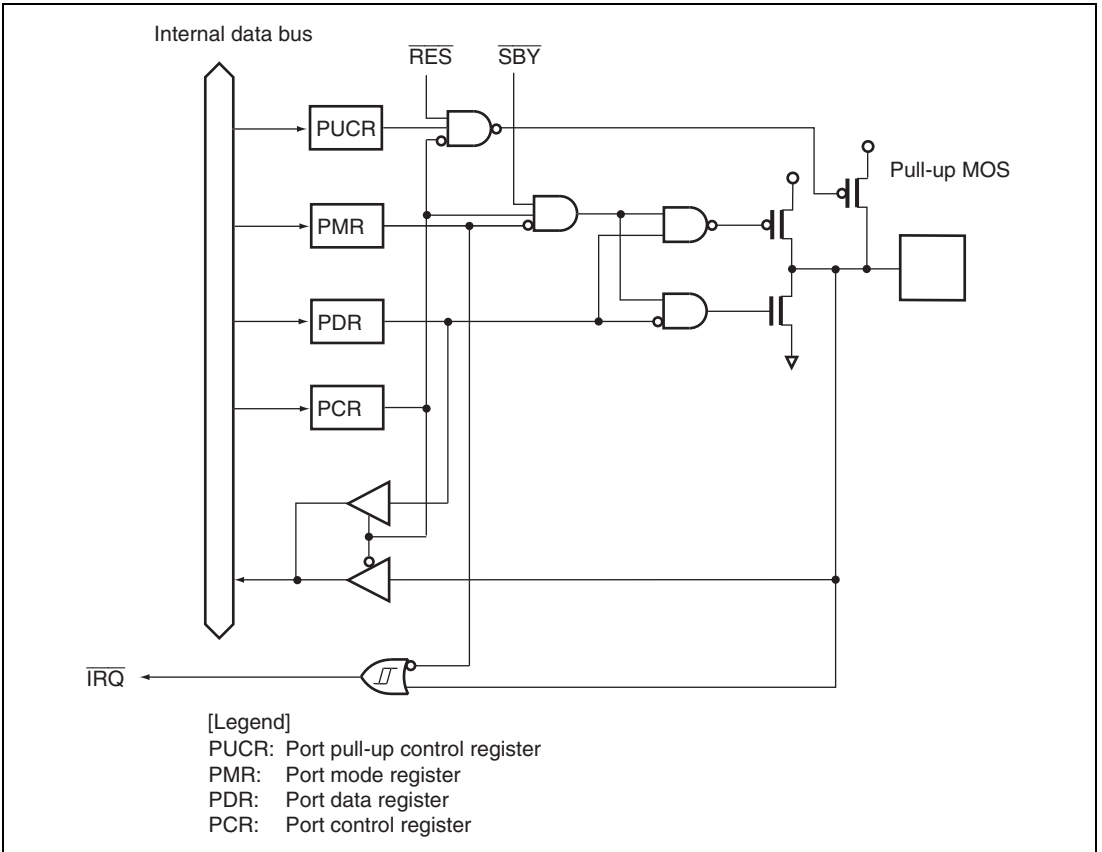 Internal data bus
RES SBY
PUCR
Pull-up MOS
PMR
PDR
PCR
IRQ
[Legend]
PUCR: Port pull-up control register
PMR: Port mode register
PDR: Port data register
PCR: Port control register